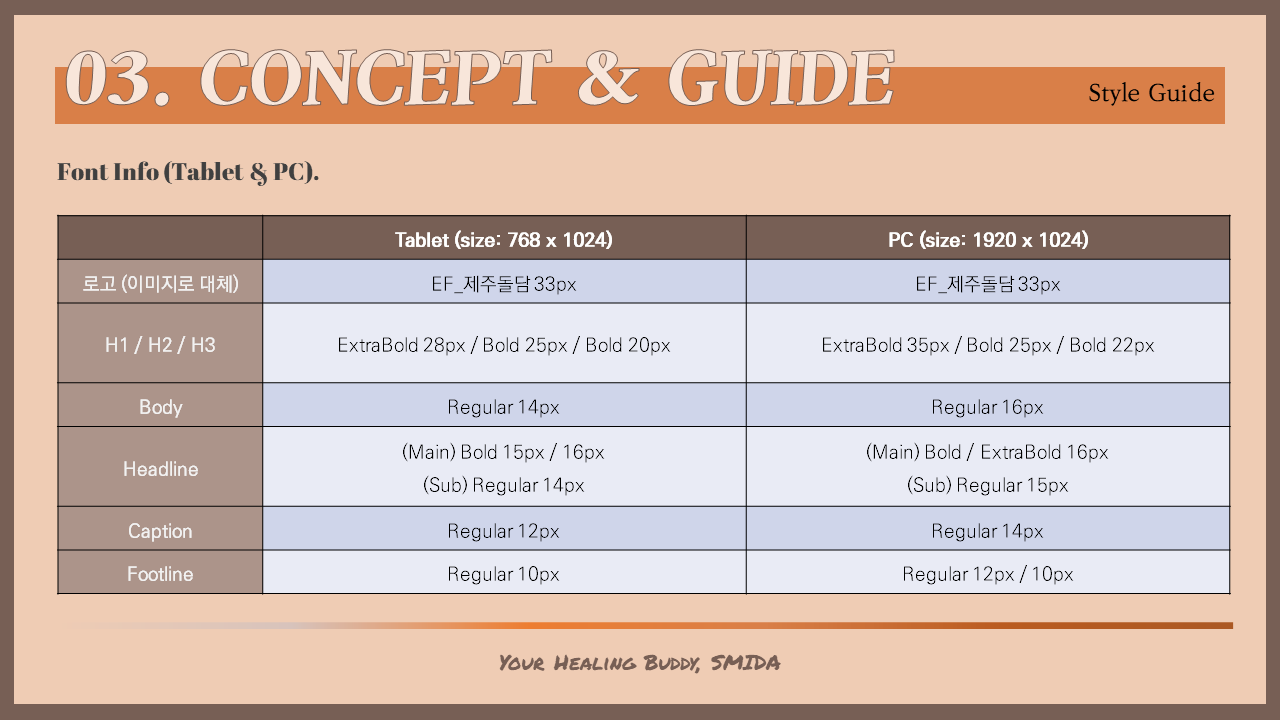 03. CONCEPT & GUIDE
Style Guide
Font Info (Tablet & PC).
Tablet (size: 768 x 1024)
PC (size: 1920 x 1024)
로고 (이미지로 대체)
EF_제주돌담 33px
EF_제주돌담 33px
H1 / H2 / H3
ExtraBold 28px / Bold 25px / Bold 20px
ExtraBold 35px / Bold 25px / Bold 22px
Body
Regular 14px
Regular 16px
Headline
(Main) Bold 15px / 16px
(Sub) Regular 14px
(Main) Bold / ExtraBold 16px
(Sub) Regular 15px
Caption
Regular 12px
Regular 14px
Footline
Regular 10px
Regular 12px / 10px
Your Healing Buddy, SMIDA